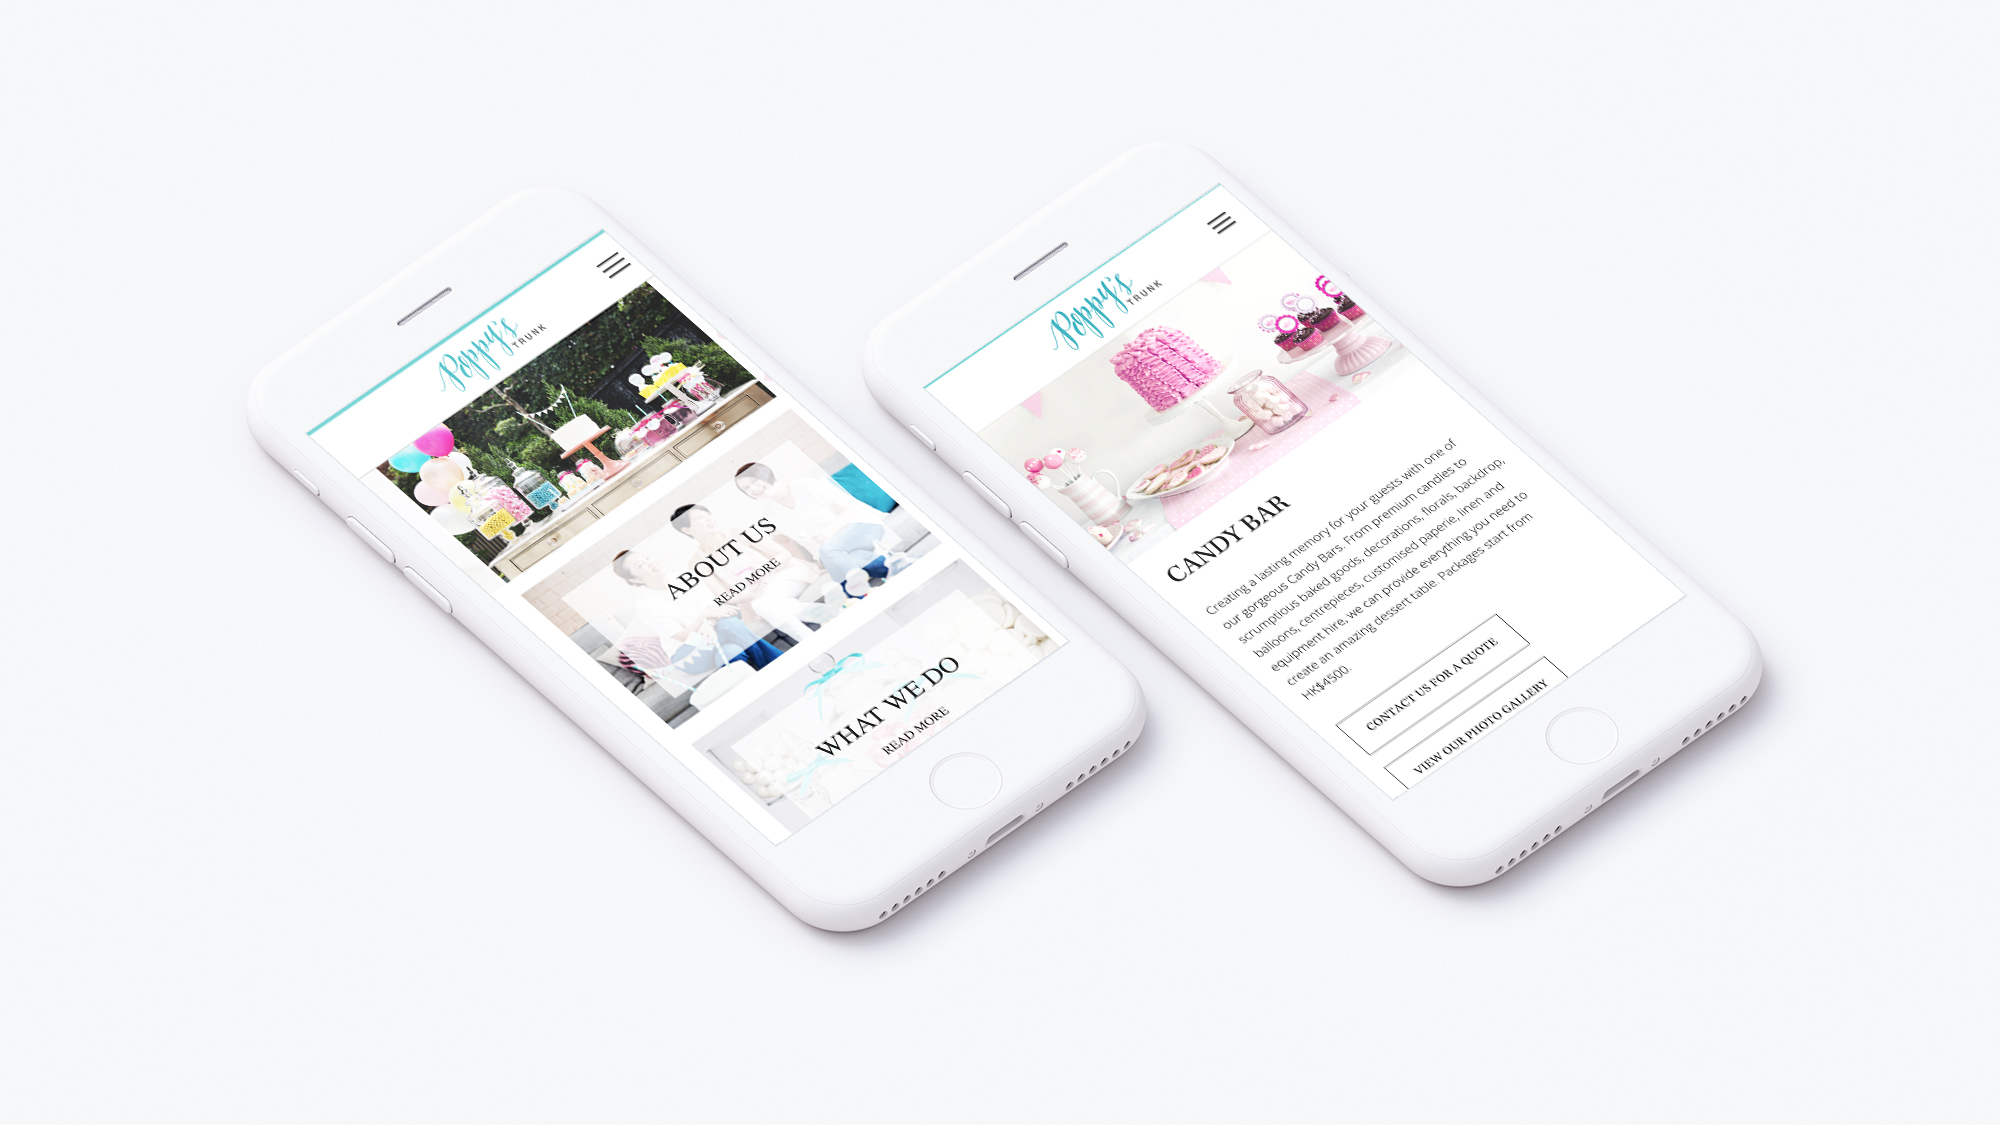 Poppy's
TRUNK
ABOUT US
READ MORE
WHAT WE DO
READ MORE
Poppy's
TRUNK
CANDY BAR
Creating a lasting memory for your guests with one of
our gorgeous Candy Bars. From premium candies to
scrumptious baked goods, decorations, florals, backdrop,
balloons, centrepieces, customised paperie, linen and
equipment hire, we can provide everything you need to
create an amazing dessert table. Packages start from
HK$4500.
CONTACT US FOR A QUOTE
VIEW OUR PHOTO GALLERY